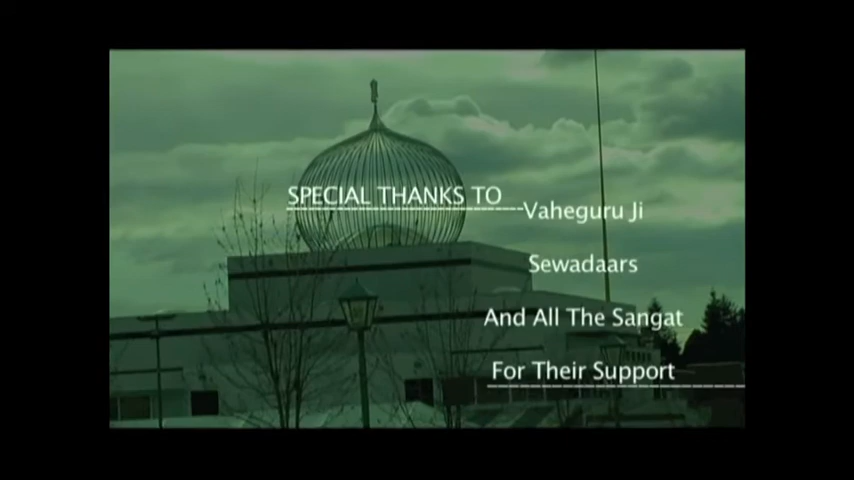 SPECIAL THANKS TO
Vaheguru Ji
Sewadaars
And All The Sangat
For Their Support